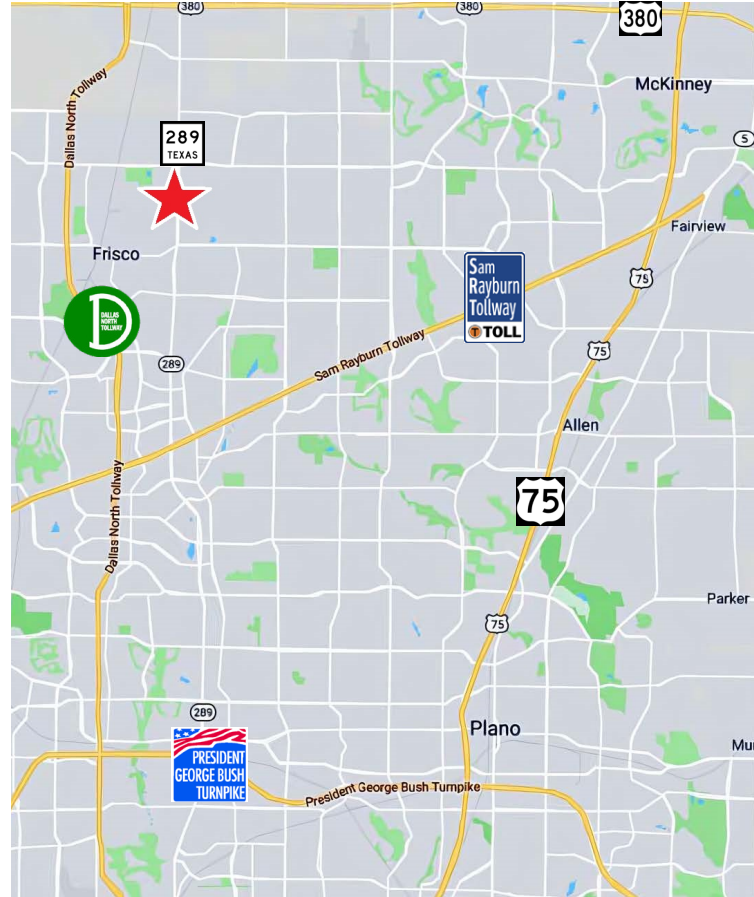 380
380
380
McKinney
Dallas North Tollway
289
TEXAS
5
Fairview
Frisco
Sam
Rayburn
Tollway
T TOLL
75
DALLAS
NORTH
TOLLWAY
Sam Rayburn Tollway
75
289
Allen
Dallas North Tollway
75
Parker
75
289
Plano
Mu
PRESIDENT
GEORGE BUSH
TURNPIKE
President George Bush Turnpike